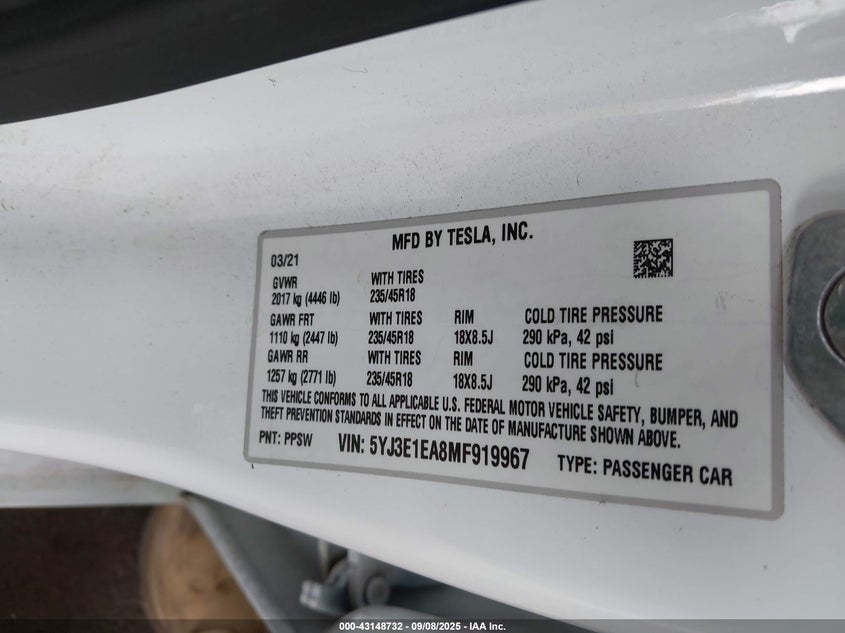 MFD BY TESLA, INC.
03/21
GVWR WITH TIRES
2017 kg (4446 lb) 235/45R18
GAWR FRT WITH TIRES RIM COLD TIRE PRESSURE
1110 kg (2447 lb) 235/45R18 18X8.5J 290 kPa, 42 psi
GAWR RR WITH TIRES RIM COLD TIRE PRESSURE
1257 kg (2771 lb) 235/45R18 18X8.5J 290 kPa, 42 psi
THIS VEHICLE CONFORMS TO ALL APPLICABLE U.S. FEDERAL MOTOR VEHICLE SAFETY, BUMPER, AND
THEFT PREVENTION STANDARDS IN EFFECT ON THE DATE OF MANUFACTURE SHOWN ABOVE.
PNT: PPSW VIN: 5YJ3E1EA8MF919967 TYPE: PASSENGER CAR
000-43148732 - 09/08/2025 - IAA Inc.